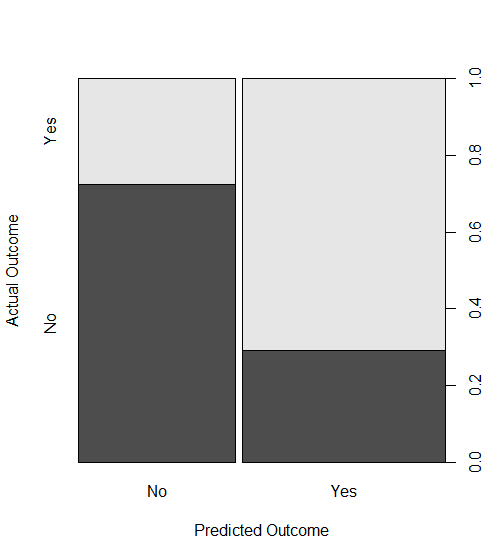 Actual Outcome
Yes
No
1.0
0.8
0.6
0.4
0.2
0.0
No
Yes
Predicted Outcome